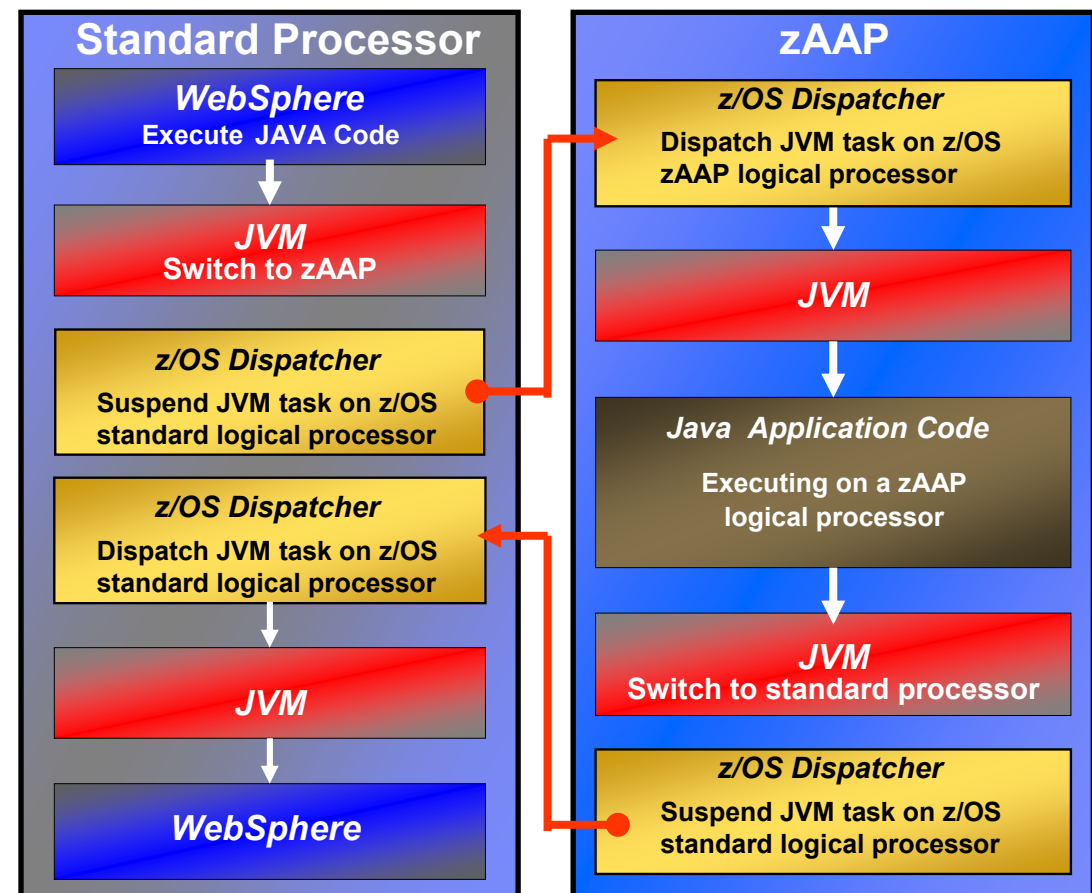 Standard Processor
WebSphere
Execute JAVA Code
JVM
Switch to zAAP
z/OS Dispatcher
Suspend JVM task on z/OS
standard logical processor
z/OS Dispatcher
Dispatch JVM task on z/OS
standard logical processor
JVM
WebSphere
zAAP
z/OS Dispatcher
Dispatch JVM task on z/OS
zAAP logical processor
JVM
Java Application Code
Executing on a zAAP
logical processor
JVM
Switch to standard processor
z/OS Dispatcher
Suspend JVM task on z/OS
standard logical processor